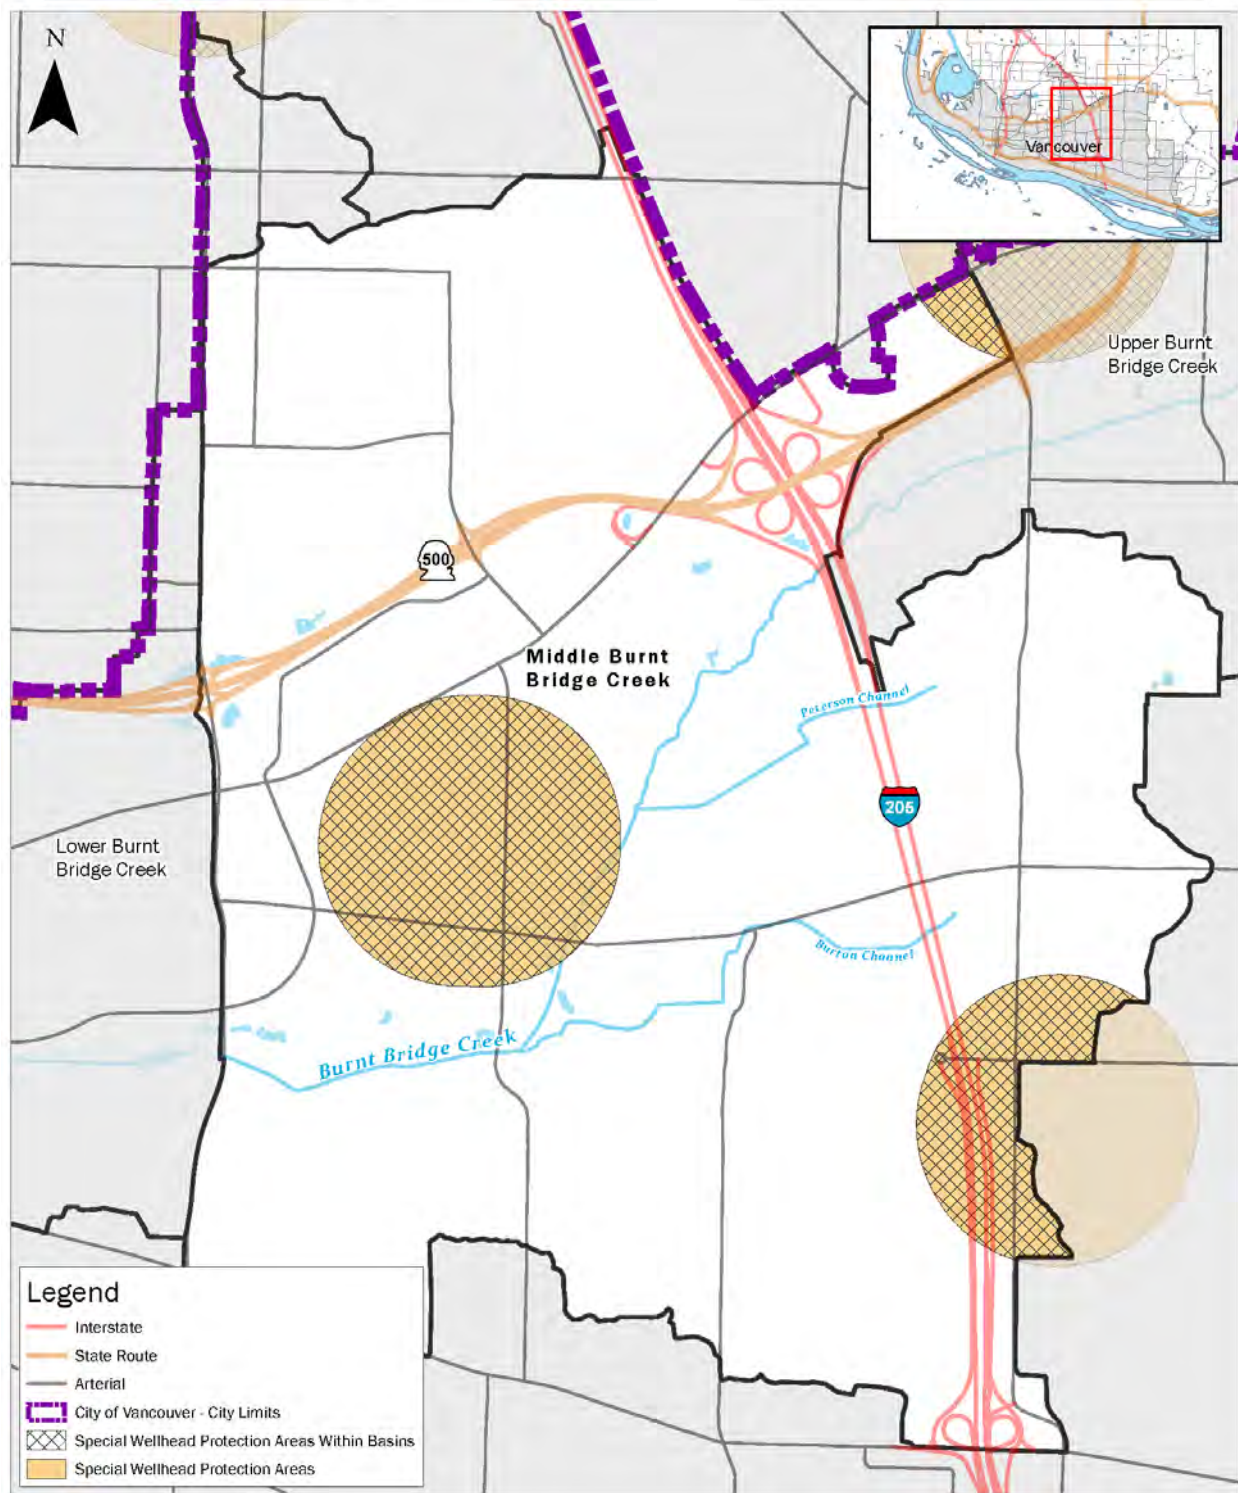 N
Vancouver
Upper Burnt
Bridge Creek
500
Middle Burnt
Bridge Creek
Peterson Channel
205
Lower Burnt
Bridge Creek
Burton Channel
Burnt Bridge Creek
Legend
Interstate
State Route
Arterial
City of Vancouver - City Limits
Special Wellhead Protection Areas Within Basins
Special Wellhead Protection Areas